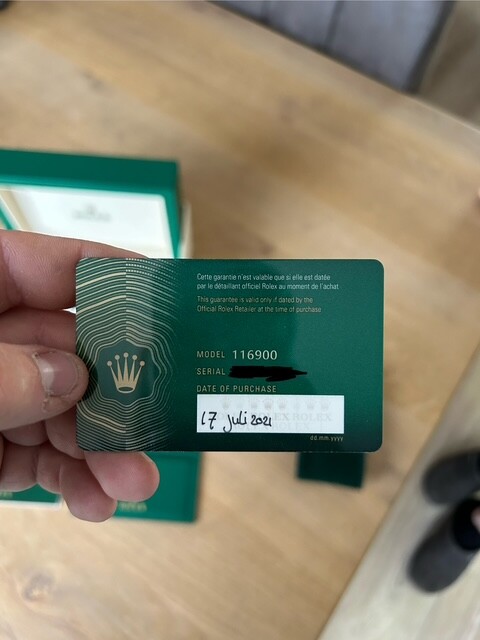 Cette garantie n'est valable que si elle est datée
par le détaillant officiel Rolex au moment de l'achat
This guarantee is valid only if dated by the
Official Rolex Retailer at the time of purchase
MODEL 116900
SERIAL
DATE OF PURCHASE
17 juli 2021
dd.mm.yyyy